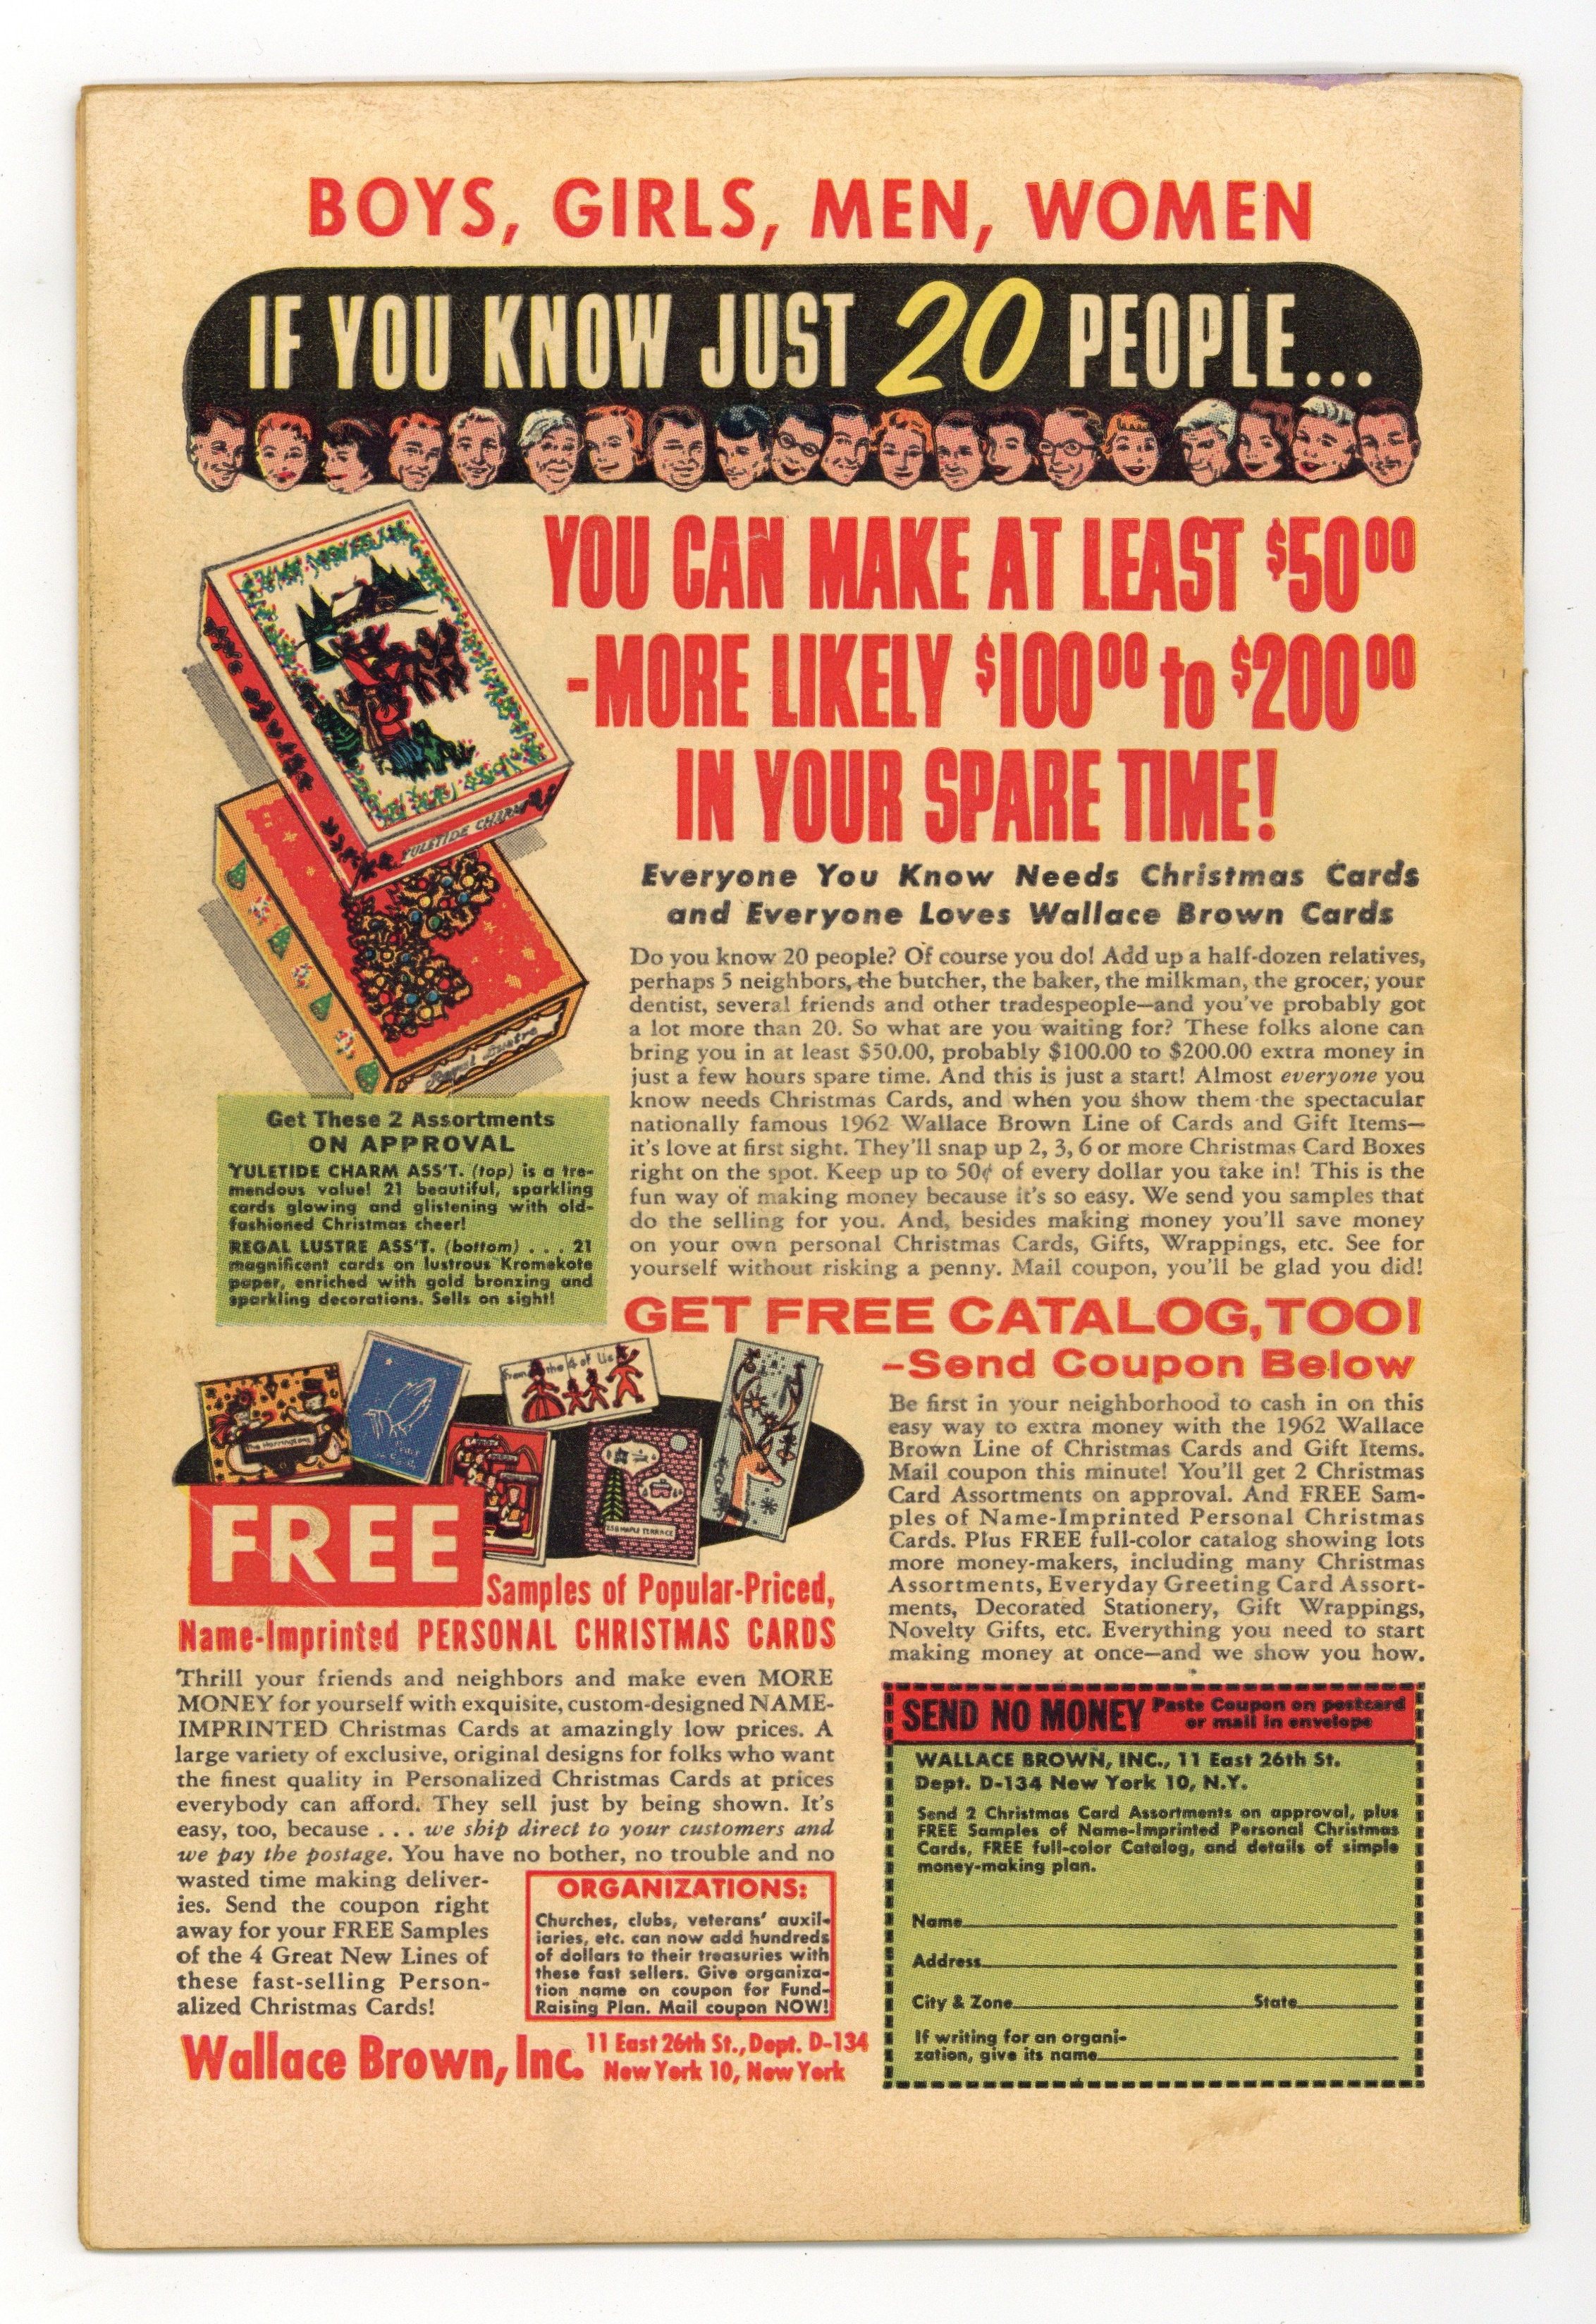 BOYS, GIRLS, MEN, WOMEN
IF YOU KNOW JUST 20 PEOPLE...
YOU CAN MAKE AT LEAST $50⁰⁰
-MORE LIKELY $100⁰⁰ to $200⁰⁰
IN YOUR SPARE TIME!
YULETIDE CHARM
Regal Lustre
Everyone You Know Needs Christmas Cards
and Everyone Loves Wallace Brown Cards
Do you know 20 people? Of course you do! Add up a half-dozen relatives,
perhaps 5 neighbors, the butcher, the baker, the milkman, the grocer, your
dentist, several friends and other tradespeople—and you've probably got
a lot more than 20. So what are you waiting for? These folks alone can
bring you in at least $50.00, probably $100.00 to $200.00 extra money in
just a few hours spare time. And this is just a start! Almost everyone you
know needs Christmas Cards, and when you show them the spectacular
nationally famous 1962 Wallace Brown Line of Cards and Gift Items—
it's love at first sight. They'll snap up 2, 3, 6 or more Christmas Card Boxes
right on the spot. Keep up to 50¢ of every dollar you take in! This is the
fun way of making money because it's so easy. We send you samples that
do the selling for you. And, besides making money you'll save money
on your own personal Christmas Cards, Gifts, Wrappings, etc. See for
yourself without risking a penny. Mail coupon, you'll be glad you did!
Get These 2 Assortments
ON APPROVAL
YULETIDE CHARM ASS'T. (top) is a tre-
mendous value! 21 beautiful, sparkling
cards glowing and glistening with old-
fashioned Christmas cheer!
REGAL LUSTRE ASS'T. (bottom) . . . 21
magnificent cards on lustrous Kromekote
paper, enriched with gold bronzing and
sparkling decorations. Sells on sight!
GET FREE CATALOG, TOO!
–Send Coupon Below
Be first in your neighborhood to cash in on this
easy way to extra money with the 1962 Wallace
Brown Line of Christmas Cards and Gift Items.
Mail coupon this minute! You'll get 2 Christmas
Card Assortments on approval. And FREE Sam-
ples of Name-Imprinted Personal Christmas
Cards. Plus FREE full-color catalog showing lots
more money-makers, including many Christmas
Assortments, Everyday Greeting Card Assort-
ments, Decorated Stationery, Gift Wrappings,
Novelty Gifts, etc. Everything you need to start
making money at once—and we show you how.
The Harringtons
From the 4 of Us
228 MAPLE TERRACE
FREE
Samples of Popular-Priced,
Name-Imprinted PERSONAL CHRISTMAS CARDS
Thrill your friends and neighbors and make even MORE
MONEY for yourself with exquisite, custom-designed NAME-
IMPRINTED Christmas Cards at amazingly low prices. A
large variety of exclusive, original designs for folks who want
the finest quality in Personalized Christmas Cards at prices
everybody can afford. They sell just by being shown. It's
easy, too, because . . . we ship direct to your customers and
we pay the postage. You have no bother, no trouble and no
wasted time making deliver-
ies. Send the coupon right
away for your FREE Samples
of the 4 Great New Lines of
these fast-selling Person-
alized Christmas Cards!
ORGANIZATIONS:
Churches, clubs, veterans' auxil-
iaries, etc. can now add hundreds
of dollars to their treasuries with
these fast sellers. Give organiza-
tion name on coupon for Fund-
Raising Plan. Mail coupon NOW!
Wallace Brown, Inc. 11 East 26th St., Dept. D-134
New York 10, New York
SEND NO MONEY Paste Coupon on postcard
or mail in envelope
WALLACE BROWN, INC., 11 East 26th St.
Dept. D-134 New York 10, N.Y.
Send 2 Christmas Card Assortments on approval, plus
FREE Samples of Name-Imprinted Personal Christmas
Cards, FREE full-color Catalog, and details of simple
money-making plan.
Name
Address
City & Zone State
If writing for an organi-
zation, give its name